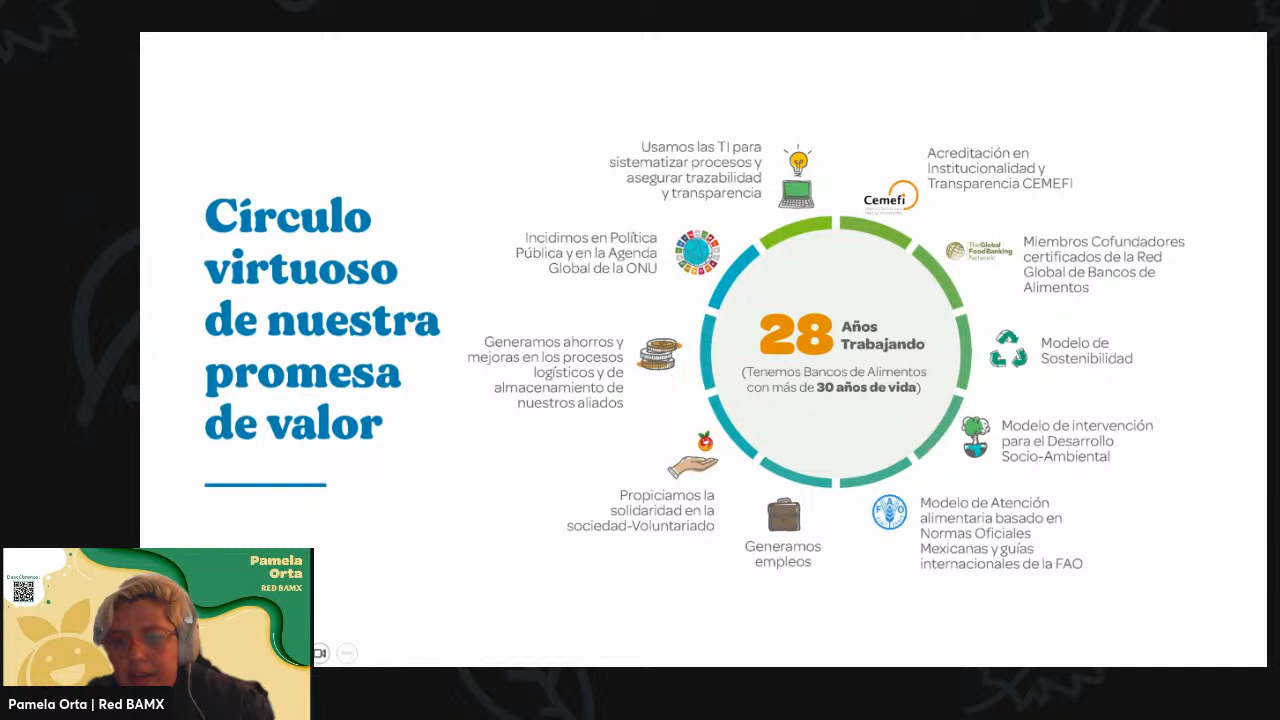 Círculo
virtuoso
de nuestra
promesa
de valor
Usamos las TI para
sistematizar procesos y
asegurar trazabilidad
y transparencia
Cemefi
Acreditación en
Institucionalidad y
Transparencia CEMEFI
The Global
FoodBanking
Network
Miembros Cofundadores
certificados de la Red
Global de Bancos de
Alimentos
Modelo de
Sostenibilidad
Modelo de intervención
para el Desarrollo
Socio-Ambiental
FAO
Modelo de Atención
alimentaria basado en
Normas Oficiales
Mexicanas y guías
internacionales de la FAO
Generamos
empleos
Propiciamos la
solidaridad en la
sociedad-Voluntariado
Generamos ahorros y
mejoras en los procesos
logísticos y de
almacenamiento de
nuestros aliados
Incidimos en Política
Pública y en la Agenda
Global de la ONU
28 Años
Trabajando
(Tenemos Bancos de Alimentos
con más de 30 años de vida)
Descúbrenos:
Pamela
Orta
RED BAMX
Pamela Orta | Red BAMX